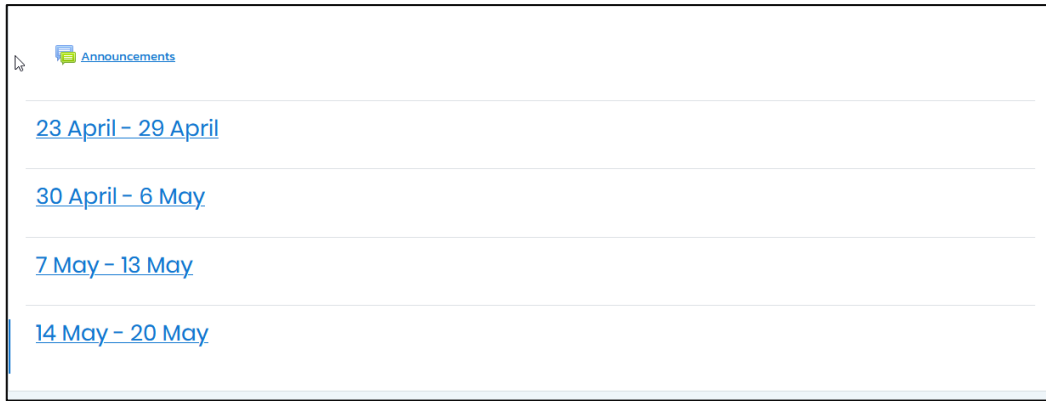 Announcements
23 April - 29 April
30 April - 6 May
7 May - 13 May
14 May - 20 May